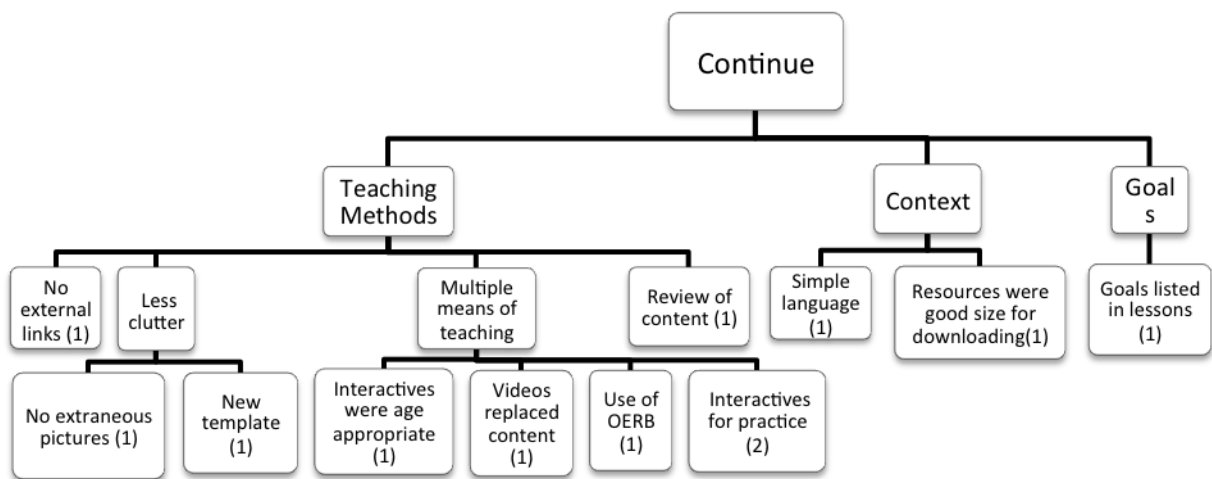 Continue
Teaching
Methods
Context
Goal
s
No
external
links (1)
Less
clutter
Multiple
means of
teaching
Review of
content (1)
Simple
language
(1)
Resources were
good size for
downloading(1)
Goals listed
in lessons
(1)
No extraneous
pictures (1)
New
template
(1)
Interactives
were age
appropriate
(1)
Videos
replaced
content
(1)
Use of
OERB
(1)
Interactives
for practice
(2)